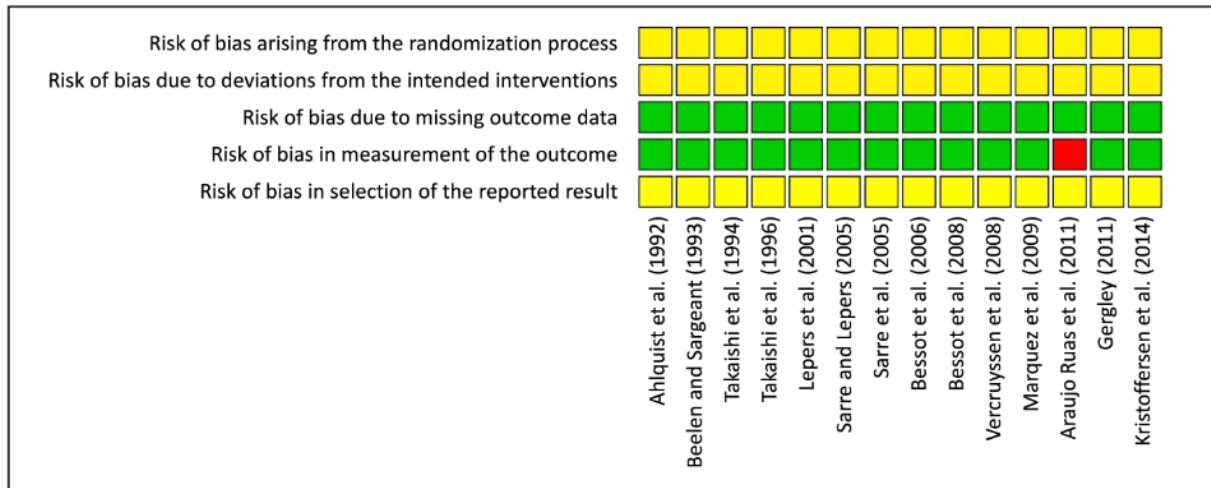 Risk of bias arising from the randomization process
Risk of bias due to deviations from the intended interventions
Risk of bias due to missing outcome data
Risk of bias in measurement of the outcome
Risk of bias in selection of the reported result
Ahlquist et al. (1992)
Beelen and Sargeant (1993)
Takaishi et al. (1994)
Takaishi et al. (1996)
Lepers et al. (2001)
Sarre and Lepers (2005)
Sarre et al. (2005)
Bessot et al. (2006)
Bessot et al. (2008)
Vercruyssen et al. (2008)
Marquez et al. (2009)
Araujo Ruas et al. (2011)
Gergley (2011)
Kristoffersen et al. (2014)